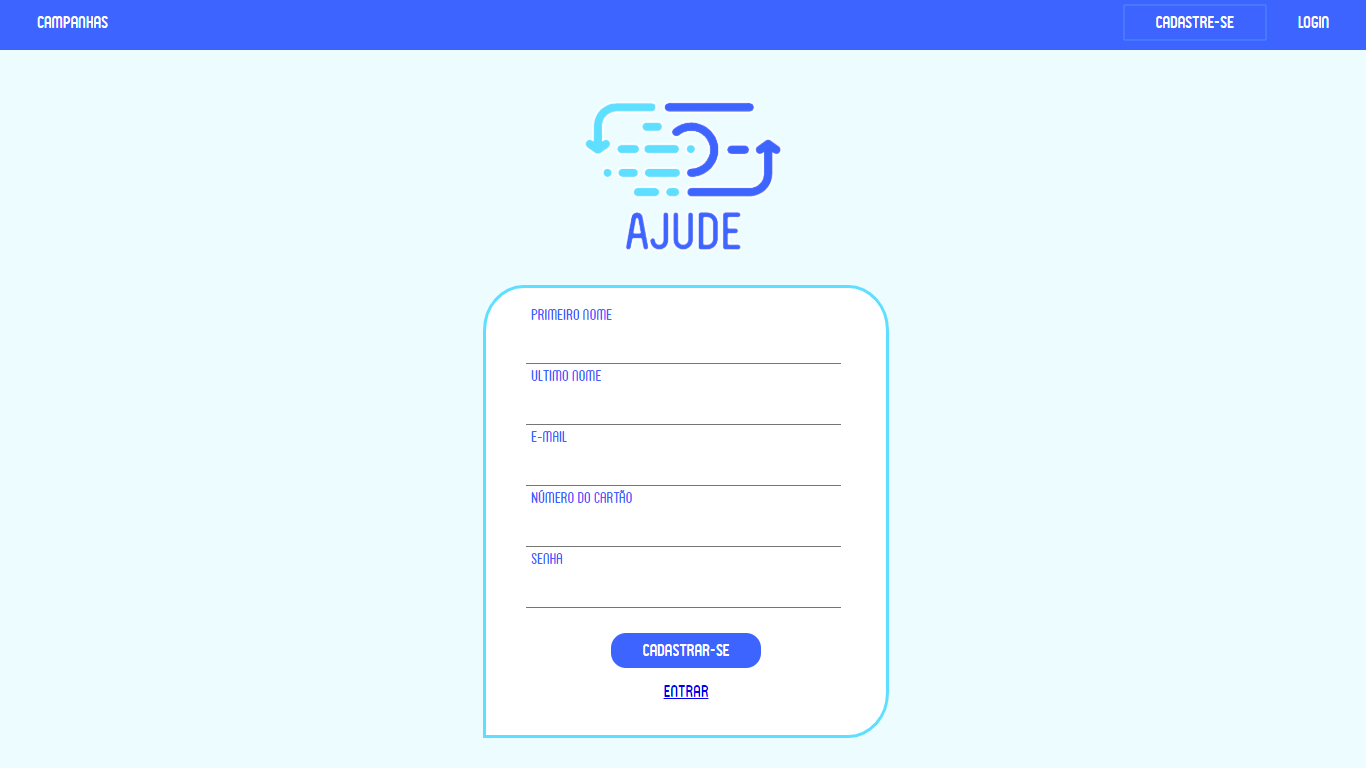 CAMPANHAS
CADASTRE-SE
LOGIN
AJUDE
PRIMEIRO NOME
ULTIMO NOME
E-MAIL
NÚMERO DO CARTÃO
SENHA
CADASTRAR-SE
ENTRAR